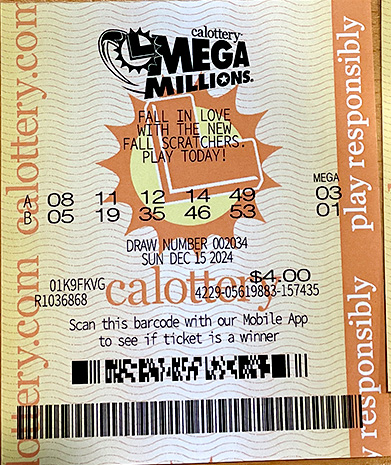 calottery
MEGA
MILLIONS.
FALL IN LOVE
WITH THE NEW
FALL SCRATCHERS.
PLAY TODAY!
MEGA
A 08 11 12 14 49 03
B 05 19 35 46 53 01
DRAW NUMBER 002034
SUN DEC 15 2024
$4.00
01K9FKVG
R1036868
4229-05619883-157435
calottery
Scan this barcode with our Mobile App
to see if ticket is a winner
lottery.com calottery.com
play responsibly
y responsibly